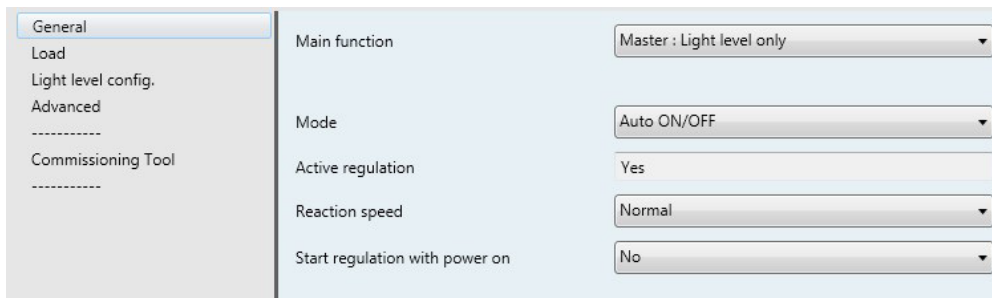 General
Load
Light level config.
Advanced
-----------
Commissioning Tool
-----------
Main function Master : Light level only
Mode Auto ON/OFF
Active regulation Yes
Reaction speed Normal
Start regulation with power on No